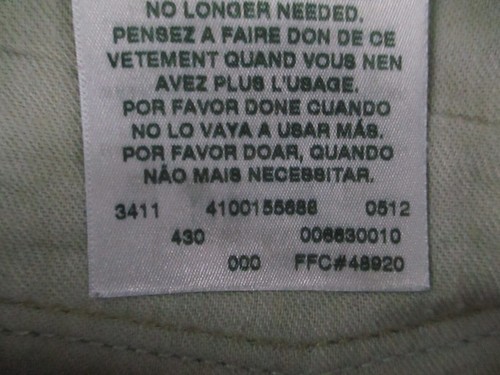 NO LONGER NEEDED.
PENSEZ A FAIRE DON DE CE
VETEMENT QUAND VOUS NEN
AVEZ PLUS L'USAGE.
POR FAVOR DONE CUANDO
NO LO VAYA A USAR MÁS.
POR FAVOR DOAR, QUANDO
NÃO MAIS NECESSITAR.
3411 4100155688 0512
430 006630010
000 FFC#48920